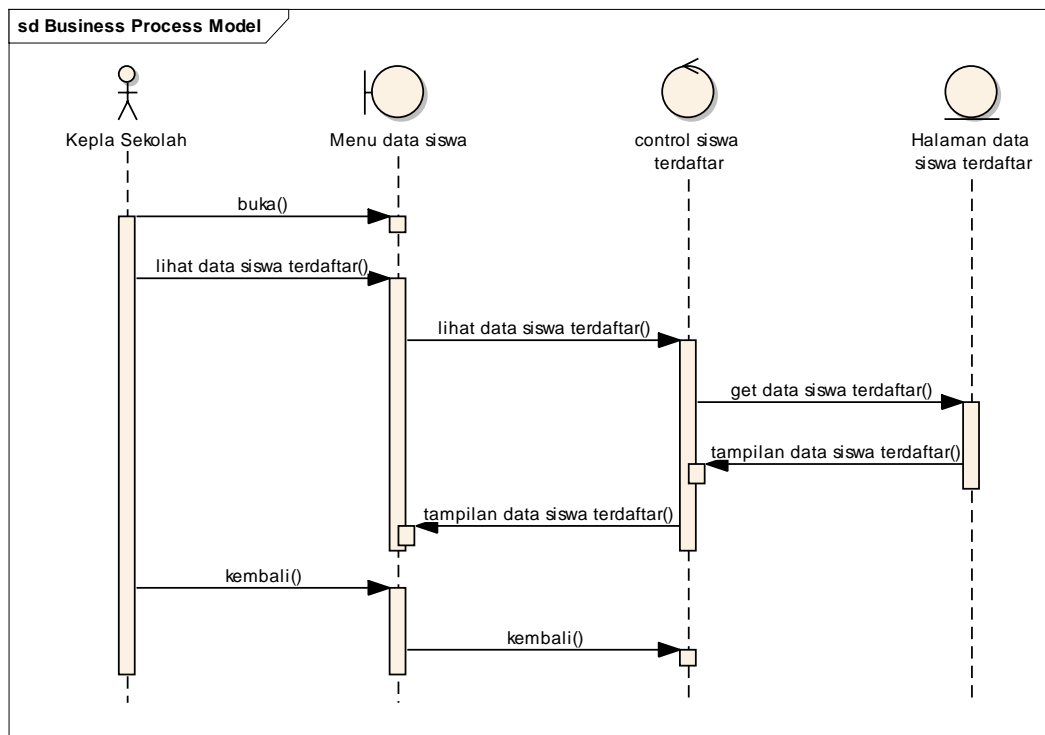 sd Business Process Model
Kepla Sekolah
Menu data siswa
control siswa
terdaftar
Halaman data
siswa terdaftar
buka()
lihat data siswa terdaftar()
lihat data siswa terdaftar()
get data siswa terdaftar()
tampilan data siswa terdaftar()
tampilan data siswa terdaftar()
kembali()
kembali()